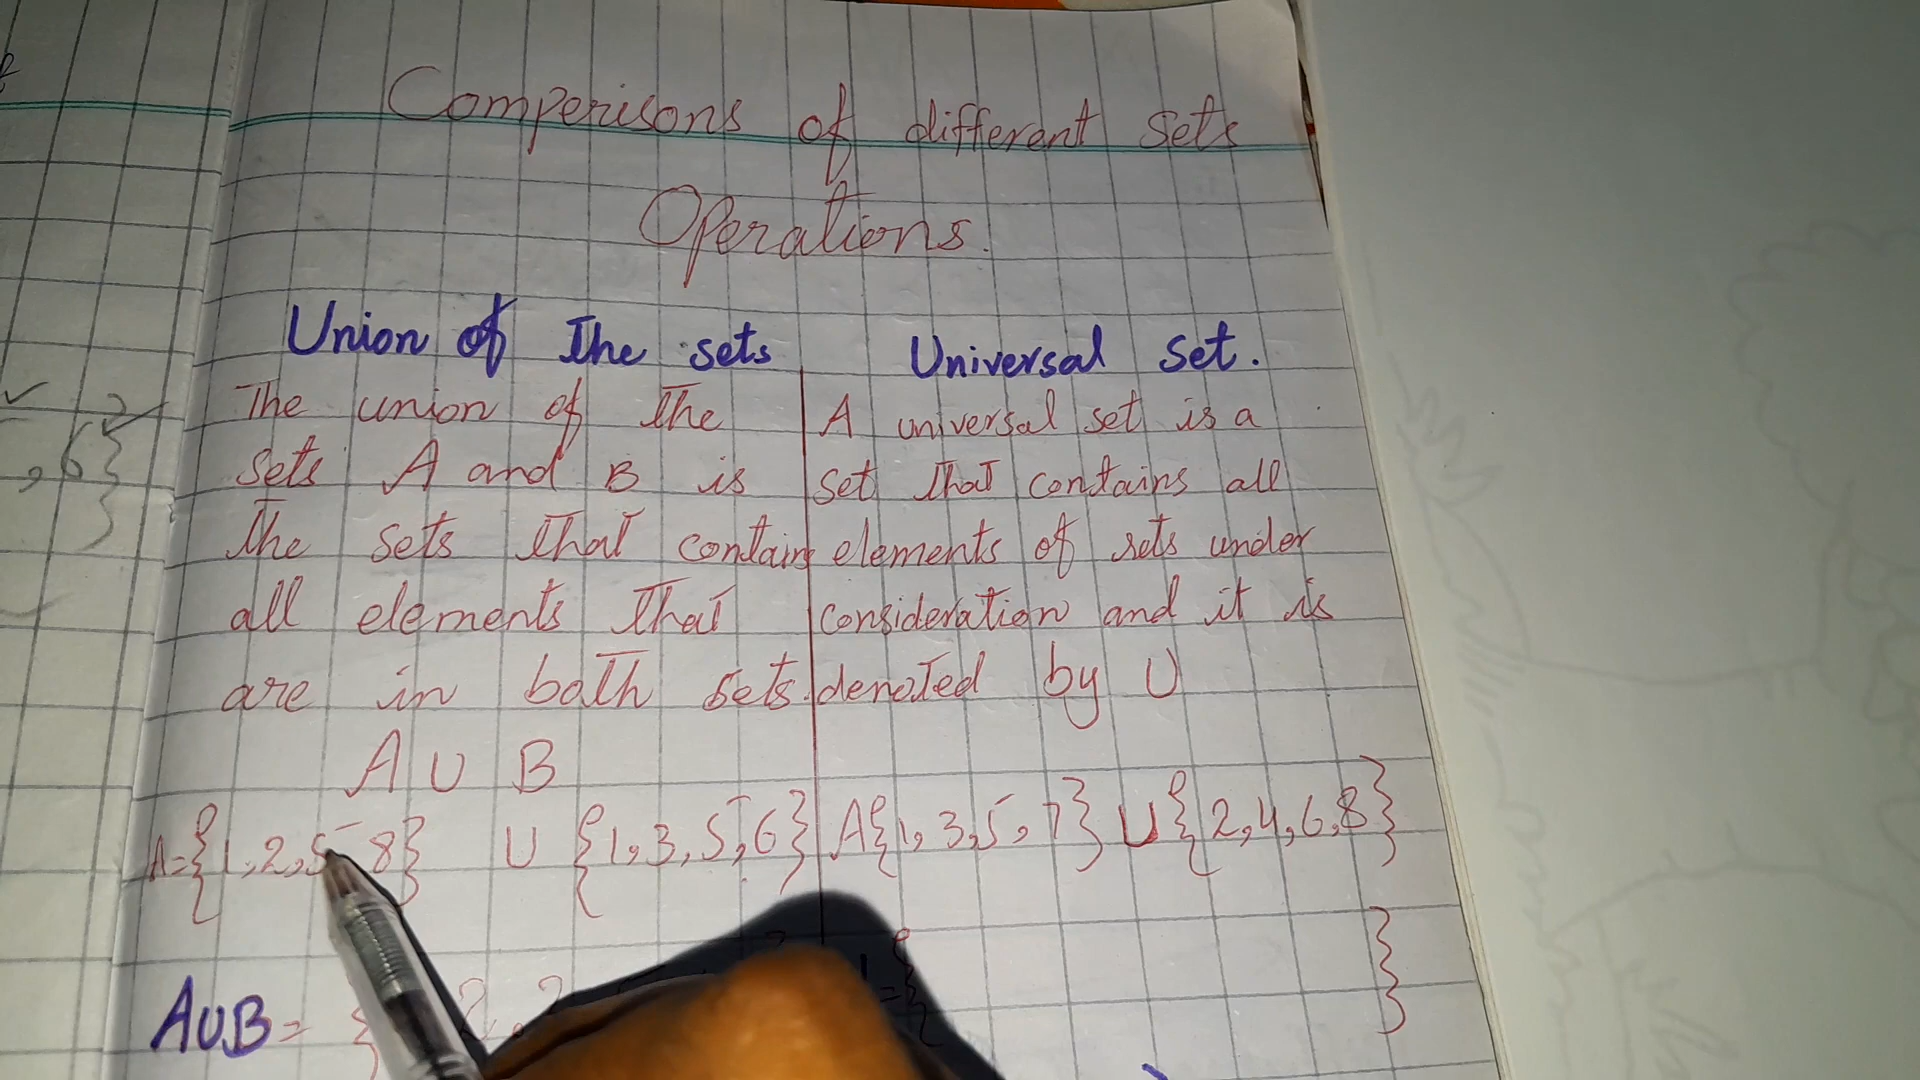 Comperisons of different sets
Operations.
Union of The sets
The union of The
sets A and B is
The sets That contains
all elements That
are in both sets.
A U B
A={1,2,5 8} U {1,3,5,6}
AUB= {
Universal set.
A universal set is a
set That contains all
elements of sets under
consideration and it is
denoted by U
A{1,3,5,7} U{2,4,6,8}
={ }
,6}